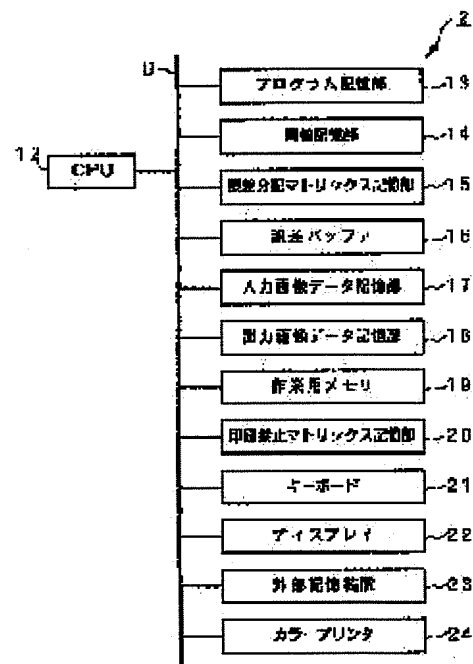 2
B
プログラム記憶部 13
閾値記憶部 14
12 CPU
誤差分配マトリックス記憶部 15
誤差バッファ 16
入力画像データ記憶部 17
出力画像データ記憶部 18
作業用メモリ 19
印刷禁止マトリックス記憶部 20
キーボード 21
ディスプレイ 22
外部記憶装置 23
カラープリンタ 24